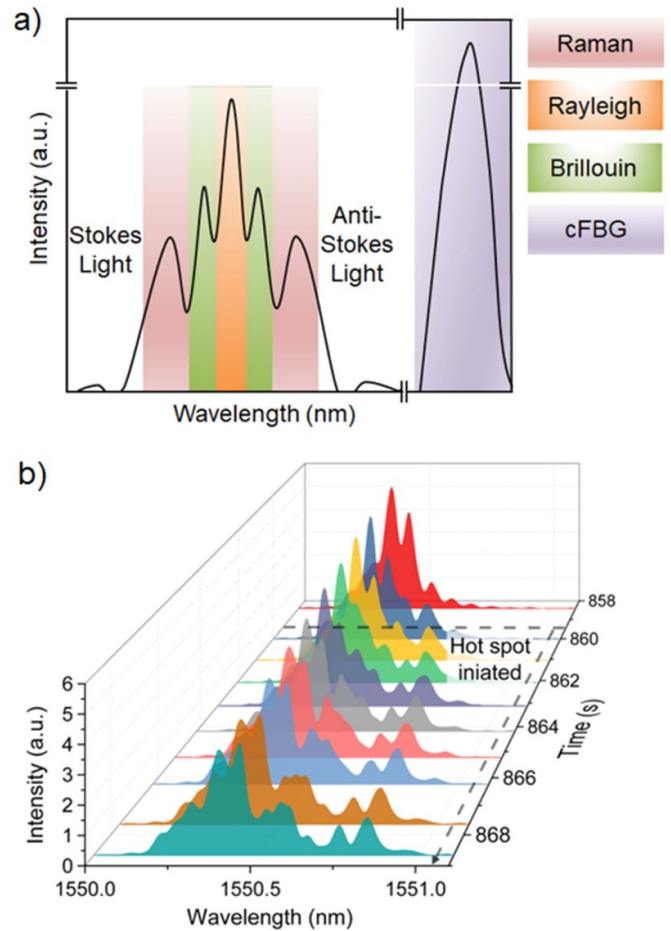 a)
Intensity (a.u.)
Stokes
Light
Anti-
Stokes
Light
Wavelength (nm)
Raman
Rayleigh
Brillouin
cFBG
b)
6
5
4
3
2
1
0
Intensity (a.u.)
1550.0
1550.5
1551.0
Wavelength (nm)
858
860
862
864
866
868
Time (s)
Hot spot
iniated